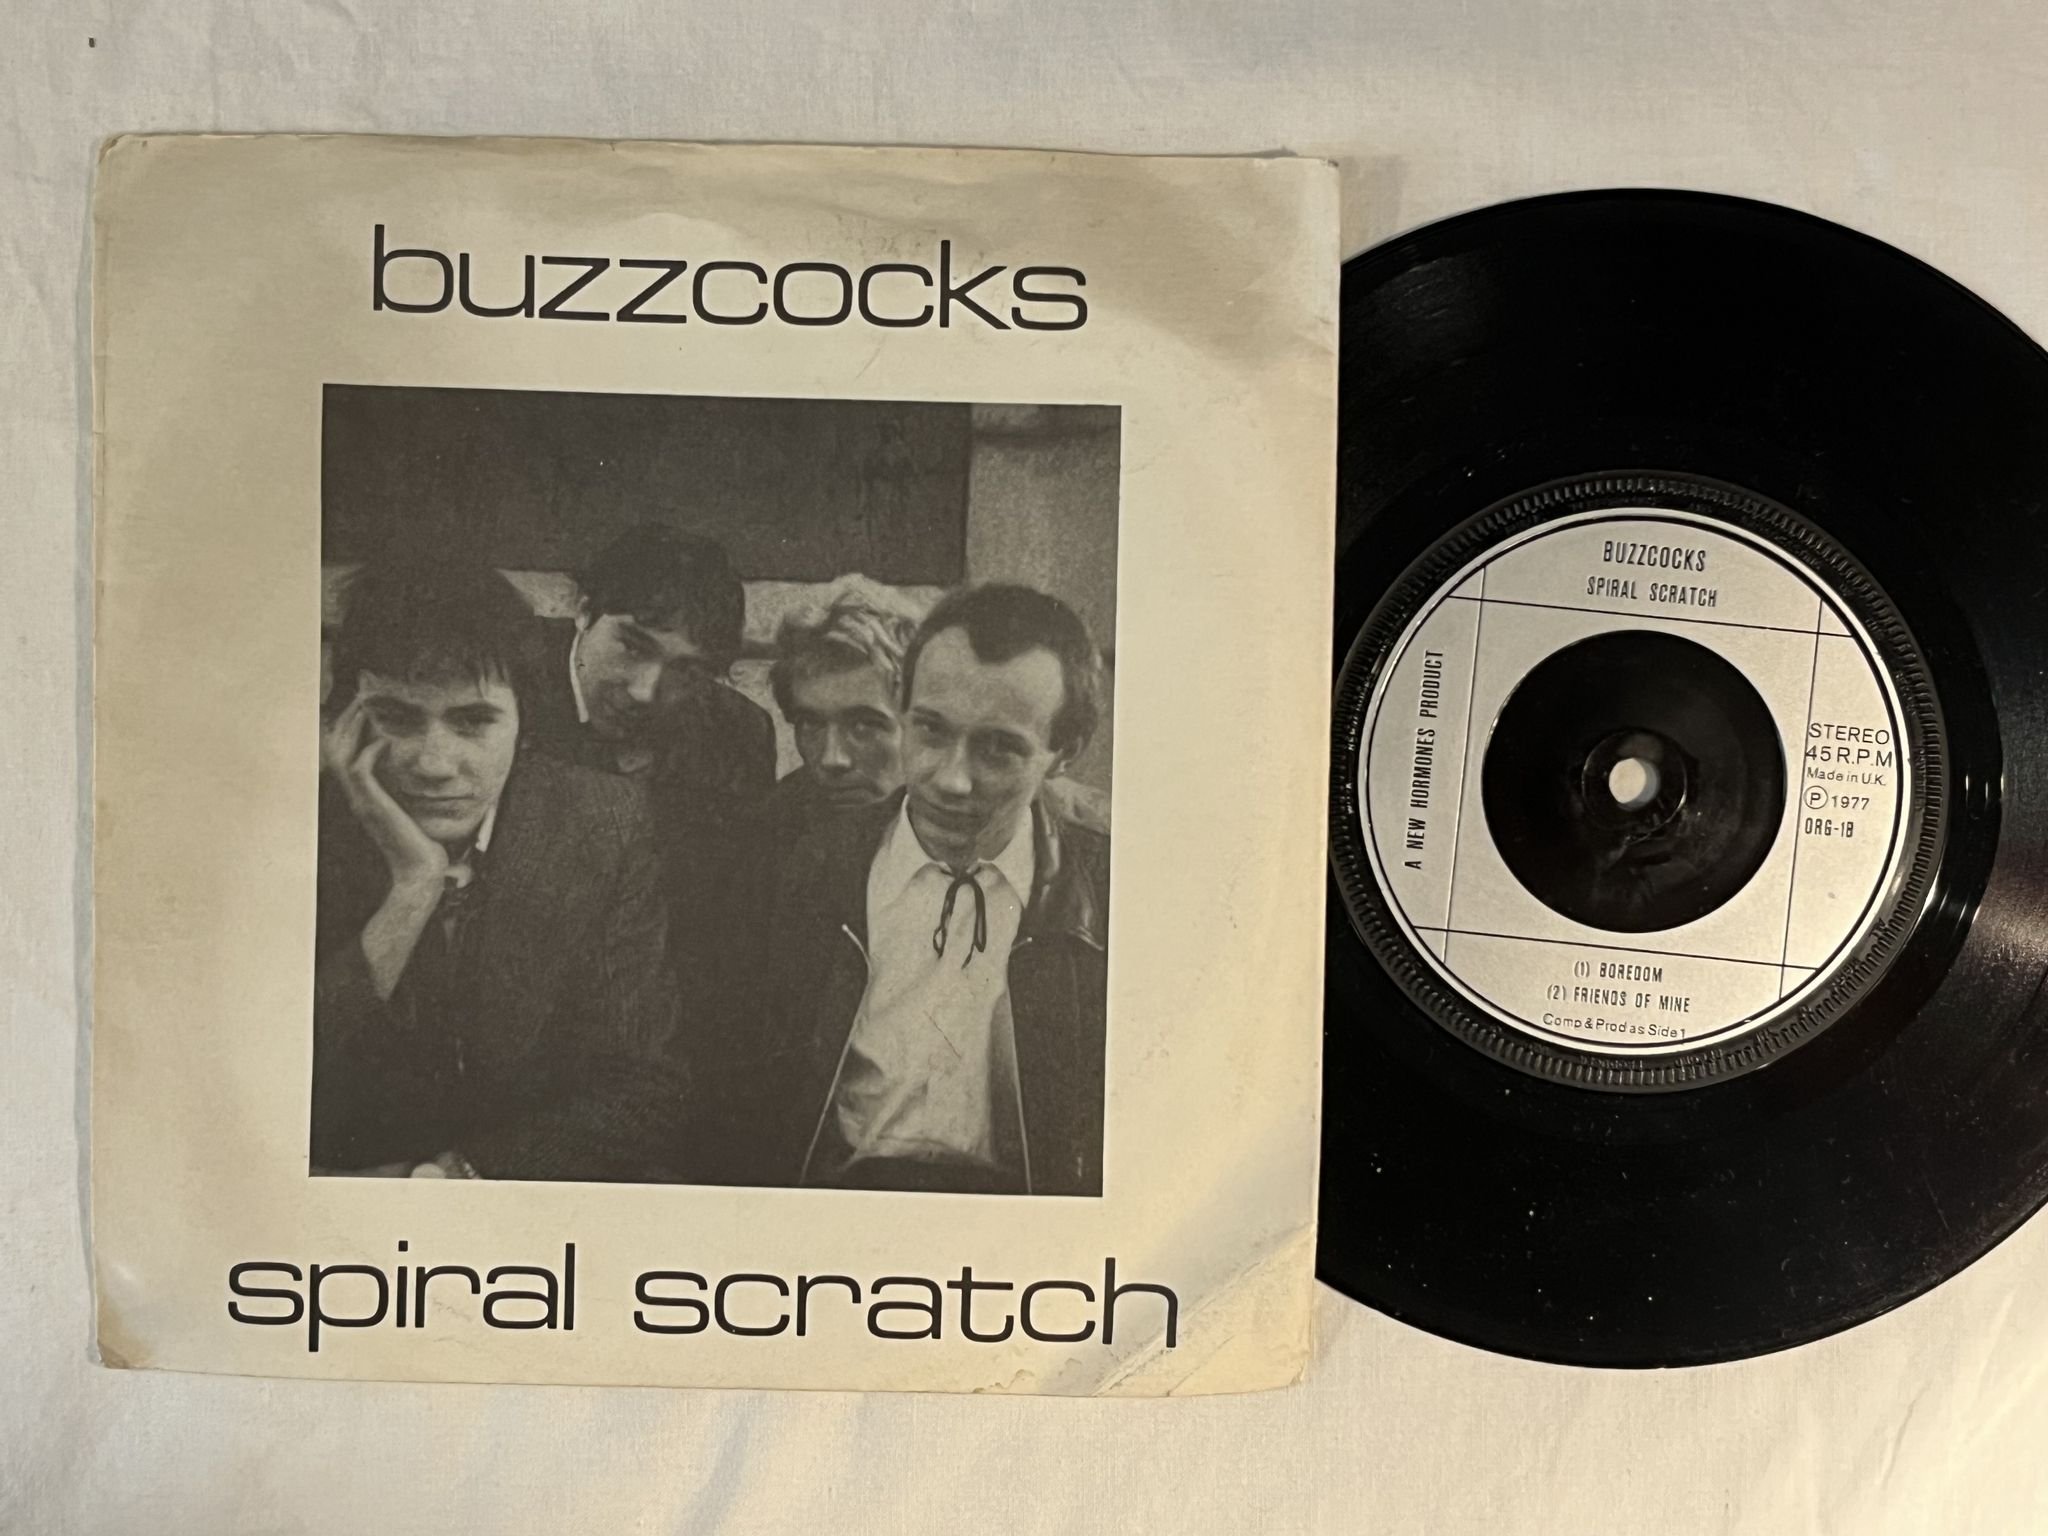 buzzcocks
spiral scratch
BUZZCOCKS
SPIRAL SCRATCH
A NEW HORMONES PRODUCT
STEREO
45 R.P.M
Made in U.K.
Ⓟ 1977
ORG-1B
(1) BOREDOM
(2) FRIENDS OF MINE
Comp & Prod as Side 1